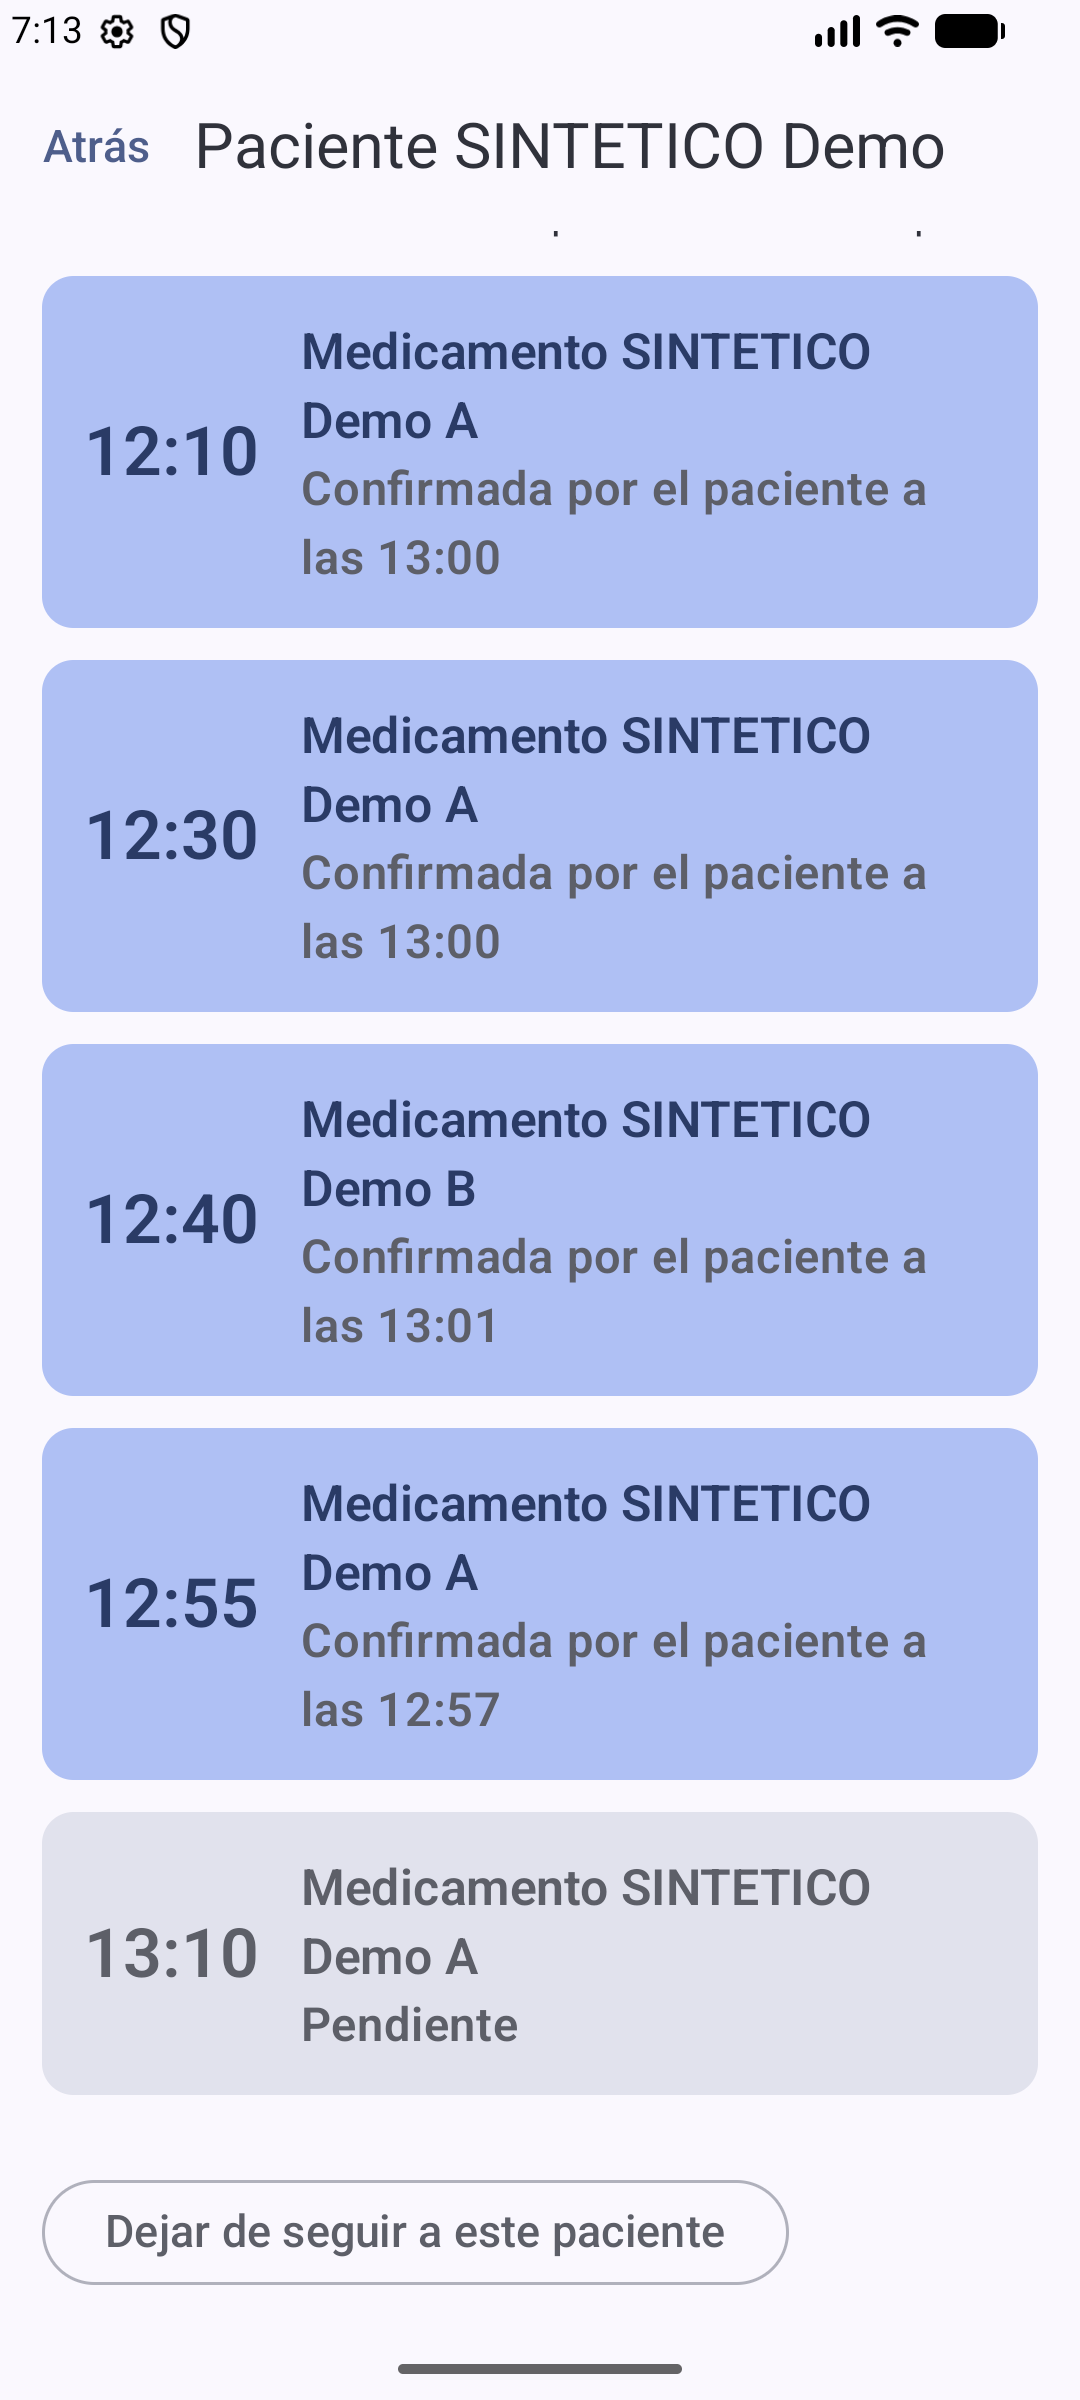 7:13
Atrás Paciente SINTETICO Demo
12:10
Medicamento SINTETICO
Demo A
Confirmada por el paciente a
las 13:00
12:30
Medicamento SINTETICO
Demo A
Confirmada por el paciente a
las 13:00
12:40
Medicamento SINTETICO
Demo B
Confirmada por el paciente a
las 13:01
12:55
Medicamento SINTETICO
Demo A
Confirmada por el paciente a
las 12:57
13:10
Medicamento SINTETICO
Demo A
Pendiente
Dejar de seguir a este paciente